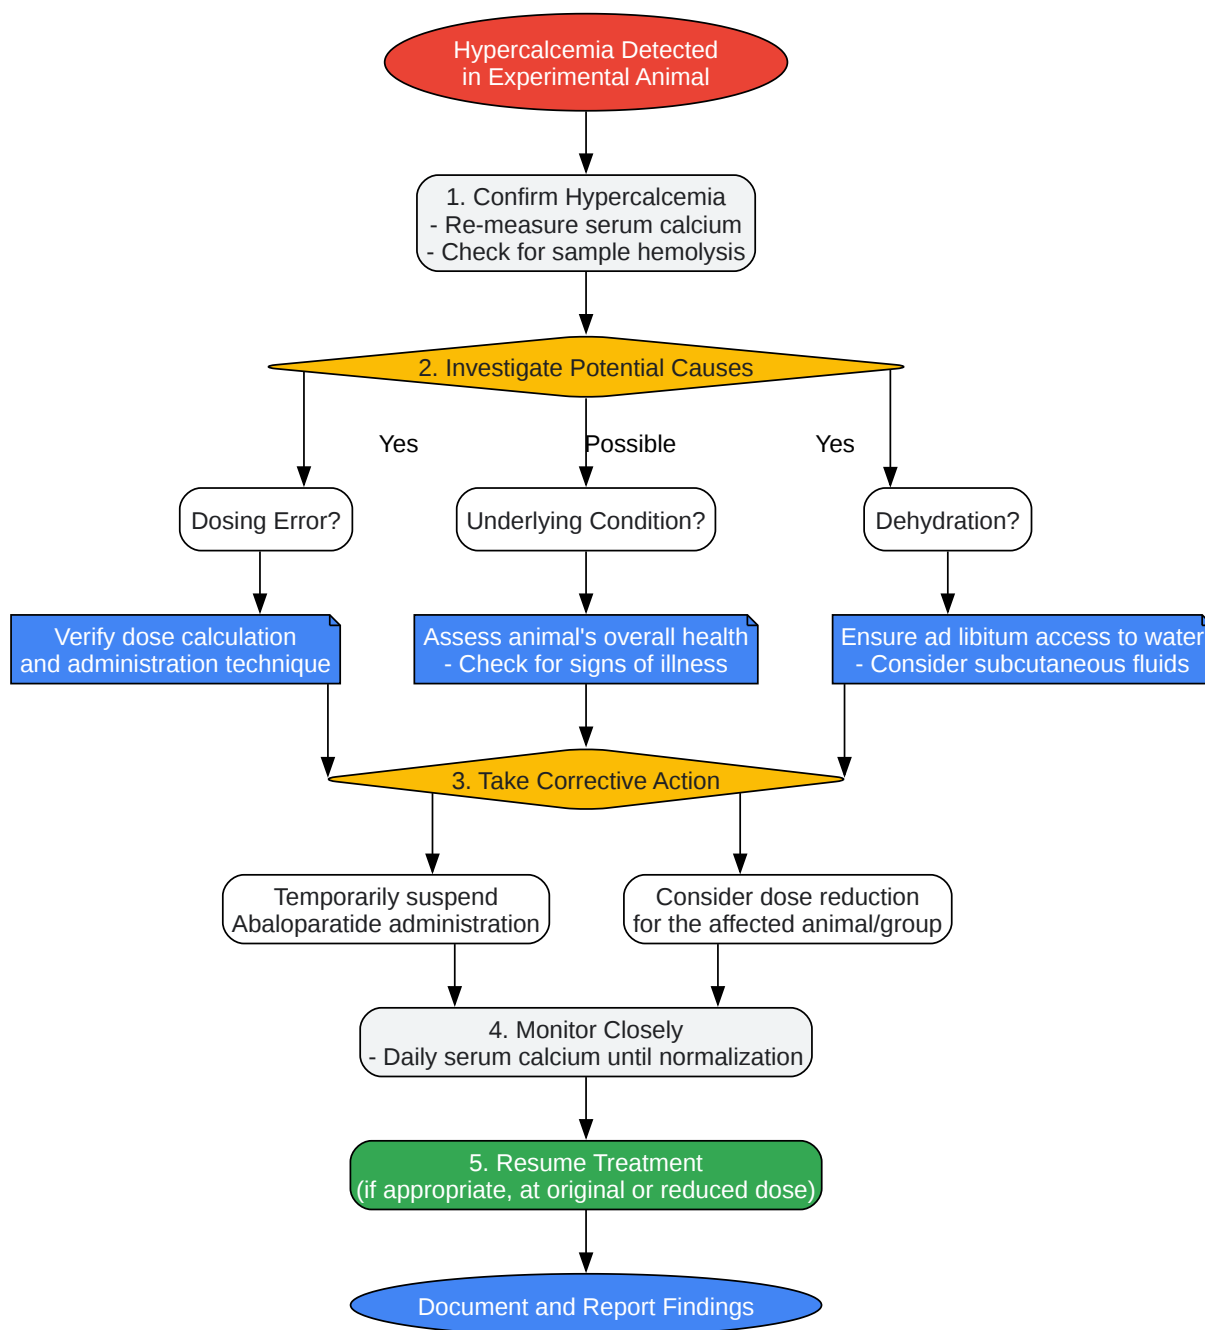 Hypercalcemia Detected
in Experimental Animal
1. Confirm Hypercalcemia
- Re-measure serum calcium
- Check for sample hemolysis
2. Investigate Potential Causes
Yes
Possible
Yes
Dosing Error?
Underlying Condition?
Dehydration?
Verify dose calculation
and administration technique
Assess animal's overall health
- Check for signs of illness
Ensure ad libitum access to water
- Consider subcutaneous fluids
3. Take Corrective Action
Temporarily suspend
Abaloparatide administration
Consider dose reduction
for the affected animal/group
4. Monitor Closely
- Daily serum calcium until normalization
5. Resume Treatment
(if appropriate, at original or reduced dose)
Document and Report Findings